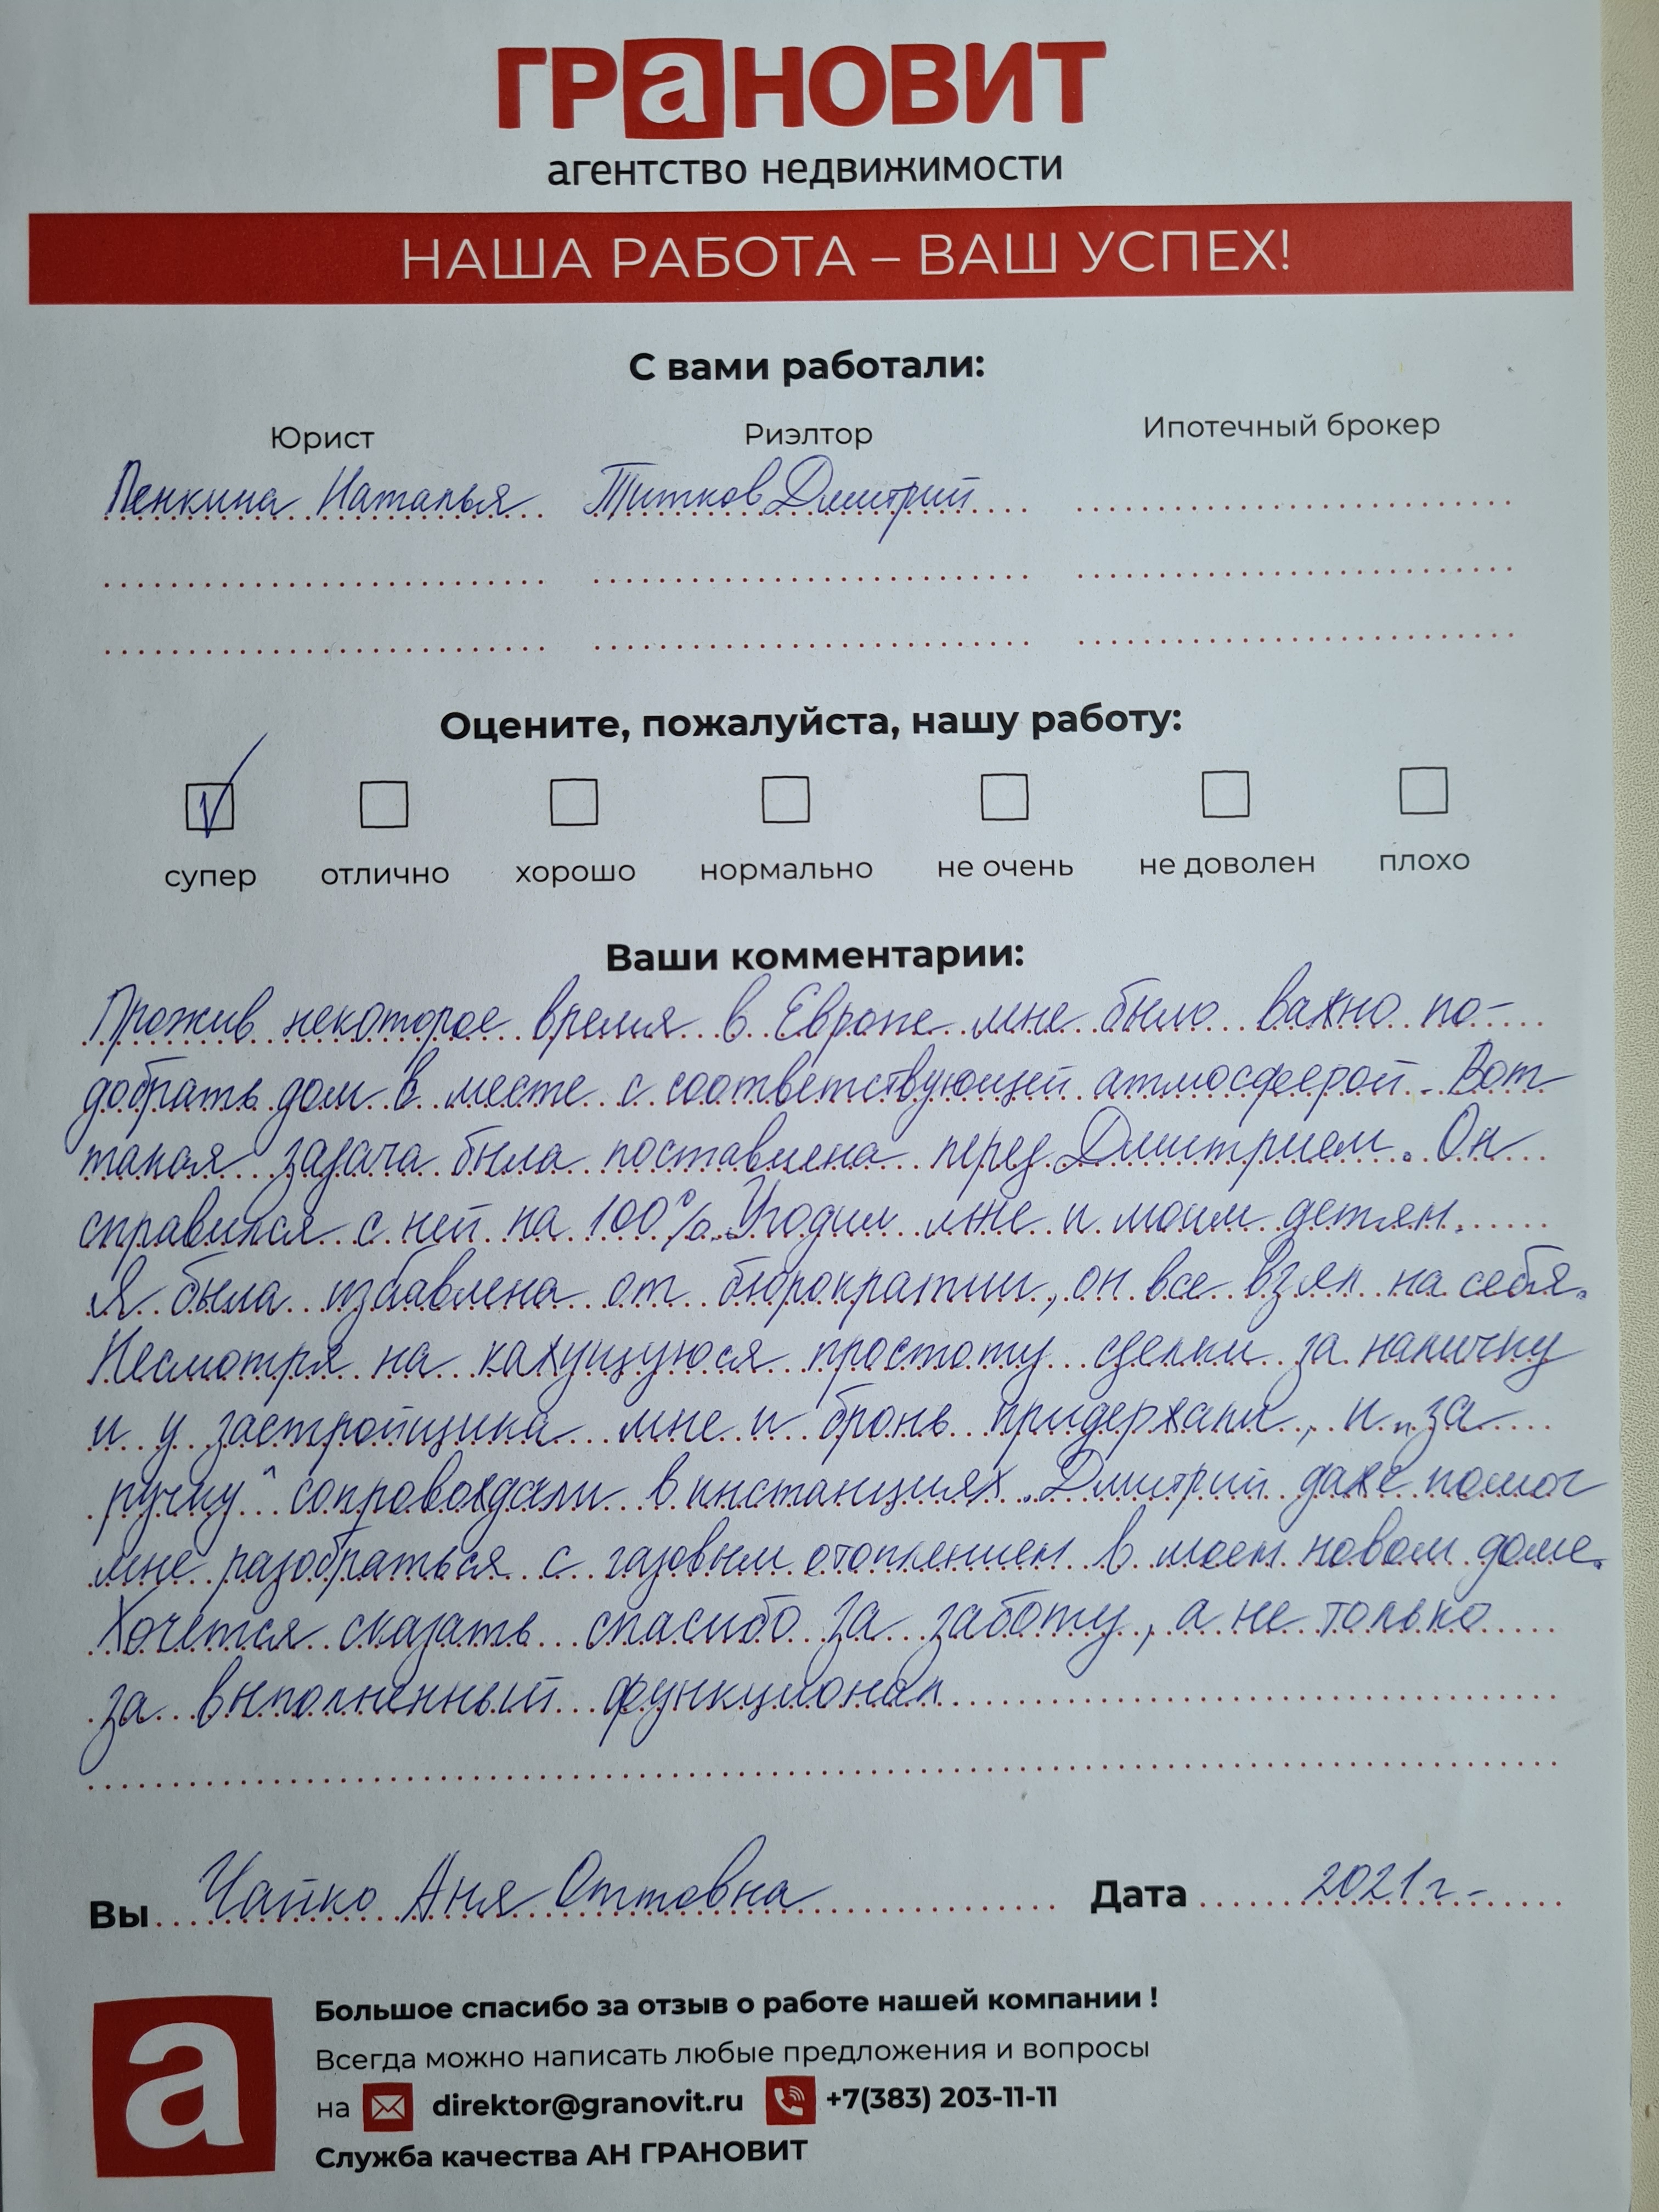 ГРаНОВИТ
агентство недвижимости
НАША РАБОТА – ВАШ УСПЕХ!
С вами работали:
Юрист Риэлтор Ипотечный брокер
Пенкина Наталья Титков Дмитрий
Оцените, пожалуйста, нашу работу:
супер отлично хорошо нормально не очень не доволен плохо
Ваши комментарии:
Прожив некоторое время в Европе мне было важно по-
добрать дом в месте с соответствующей атмосферой. Вот
такая задача была поставлена перед Дмитрием. Он
справился с ней на 100%. Угодил мне и моим детям.
Я была избавлена от бюрократии, он все взял на себя.
Несмотря на кажущуюся простоту сделки за наличку
и у застройщика мне и бронь придержали, и „за
ручку“ сопровождали в инстанциях. Дмитрий даже помог
мне разобраться с газовым отоплением в моем новом доме.
Хочется сказать спасибо за заботу, а не только
за выполненный функционал
Вы Чайко Аня Оттовна Дата 2021 г.
Большое спасибо за отзыв о работе нашей компании !
Всегда можно написать любые предложения и вопросы
на direktor@granovit.ru +7(383) 203-11-11
Служба качества АН ГРАНОВИТ
а